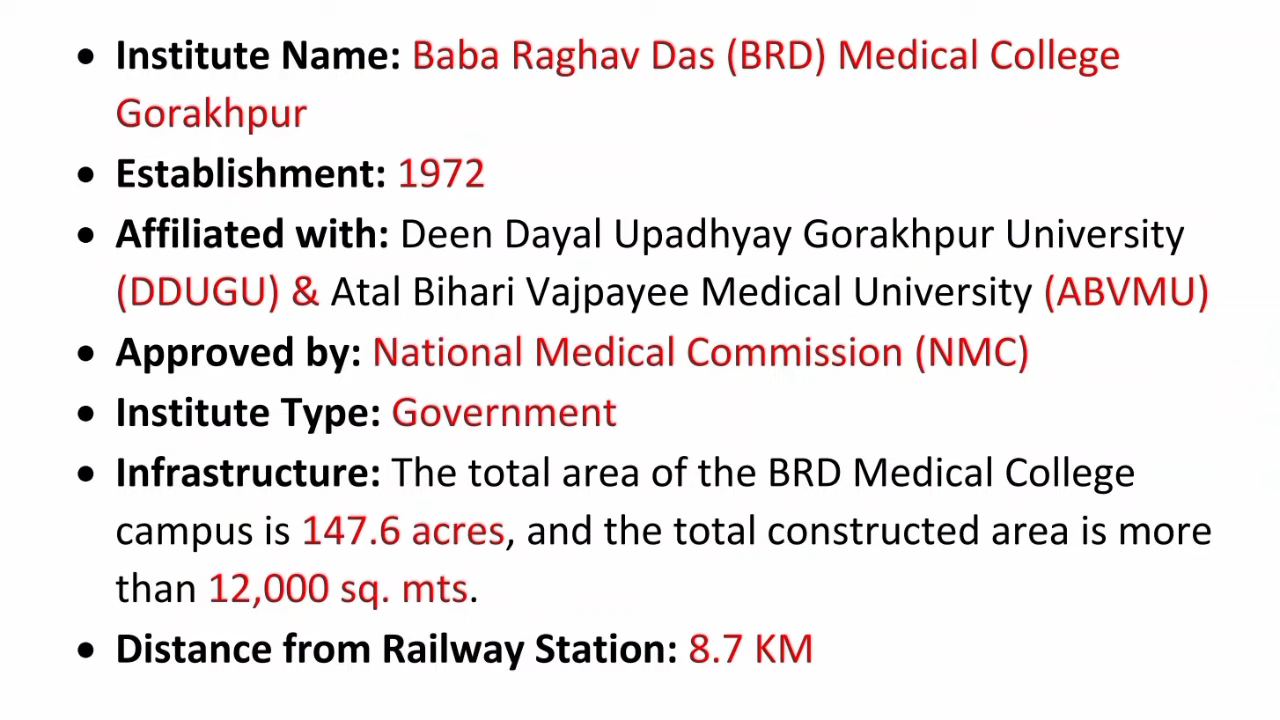 • Institute Name: Baba Raghav Das (BRD) Medical College
Gorakhpur
• Establishment: 1972
• Affiliated with: Deen Dayal Upadhyay Gorakhpur University
(DDUGU) & Atal Bihari Vajpayee Medical University (ABVMU)
• Approved by: National Medical Commission (NMC)
• Institute Type: Government
• Infrastructure: The total area of the BRD Medical College
campus is 147.6 acres, and the total constructed area is more
than 12,000 sq. mts.
• Distance from Railway Station: 8.7 KM